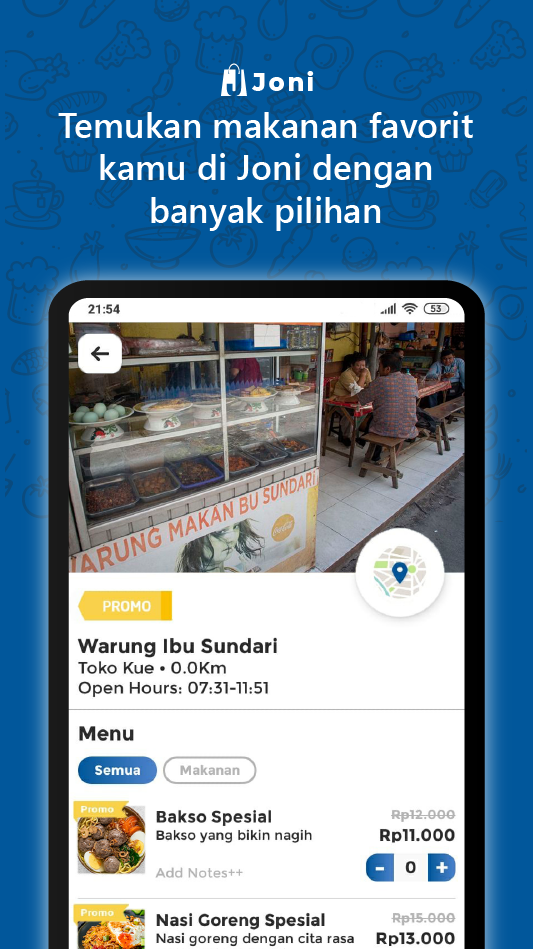 Joni
Temukan makanan favorit
kamu di Joni dengan
banyak pilihan
21:54
53
WARUNG MAKAN BU SUNDARI
PROMO
Warung Ibu Sundari
Toko Kue • 0.0Km
Open Hours: 07:31-11:51
Menu
Semua Makanan
Promo
Bakso Spesial Rp12.000
Bakso yang bikin nagih Rp11.000
Add Notes++ - 0 +
Promo
Nasi Goreng Spesial Rp15.000
Nasi goreng dengan cita rasa Rp13.000